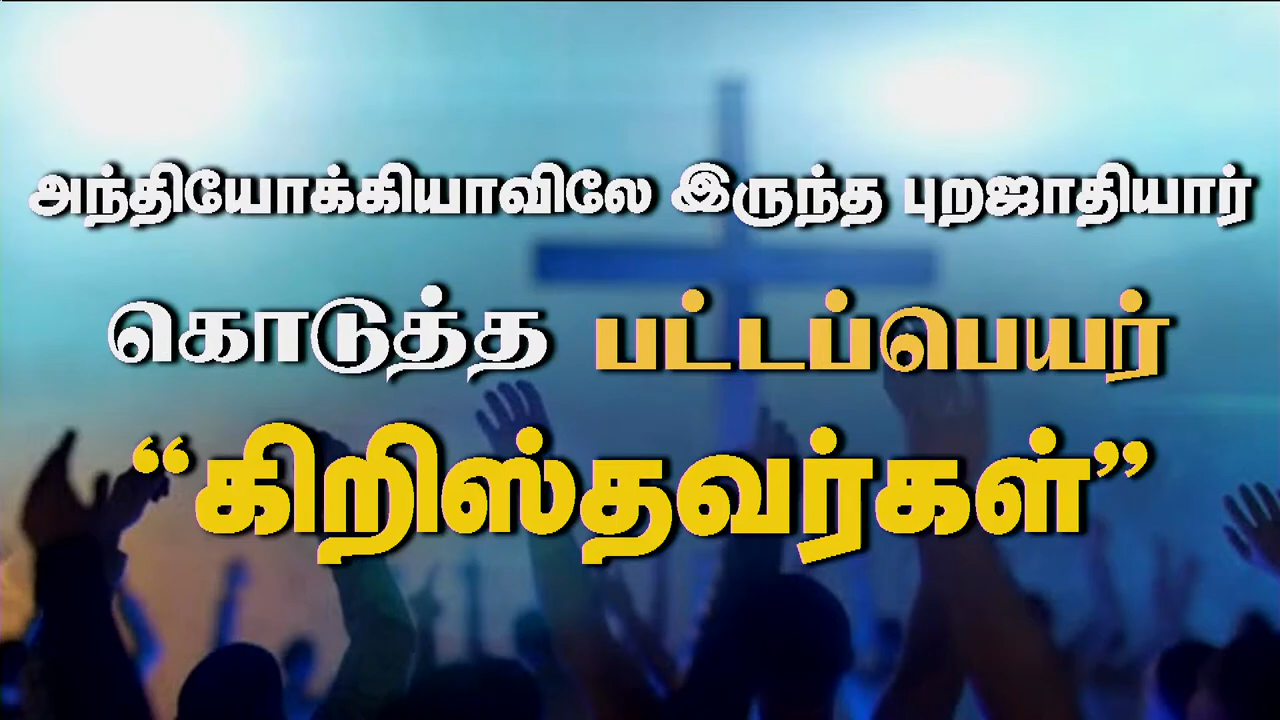 அந்தியோக்கியாவிலே இருந்த புறஜாதியார்
கொடுத்த பட்டப்பெயர்
“கிறிஸ்தவர்கள்”